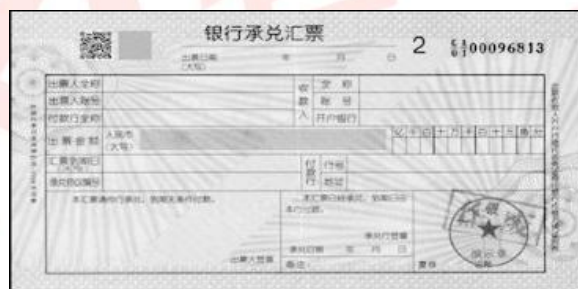 银行承兑汇票
2
00096813
出票日期
(大写)
年 月 日
出票人全称
收款人
全称
出票人账号
账号
付款行全称
开户银行
出票金额
人民币
(大写)
亿 千 百 十 万 千 百 十 元 角 分
汇票到期日
(大写)
付款行
行号
承兑协议编号
地址
本汇票请你行承兑，到期无条件付款。
本汇票已经承兑，到期日由
本行付款。
承兑行签章
承兑日期 年 月 日
出票人签章
备注：
复核